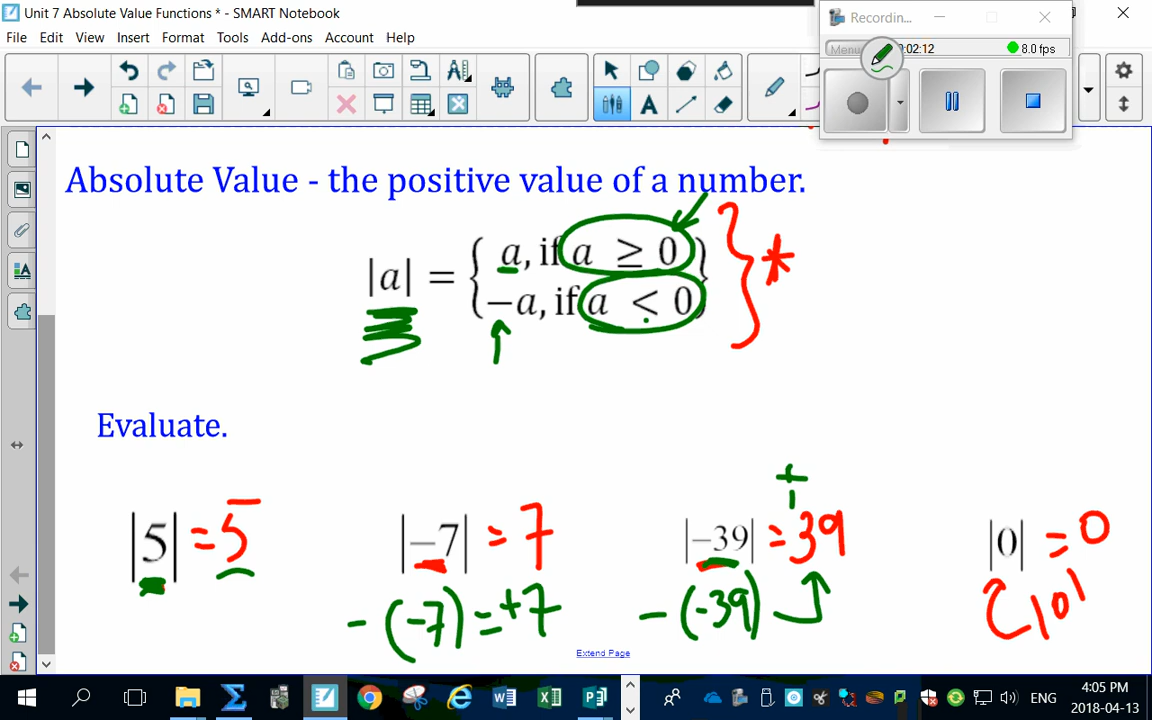 Unit 7 Absolute Value Functions * - SMART Notebook
Recordin...
File Edit View Insert Format Tools Add-ons Account Help
Menu
0:02:12
8.0 fps
Absolute Value - the positive value of a number.
|a| = { a, if a ≥ 0
−a, if a < 0 } *
Evaluate.
|5| = 5
|−7| = 7
|−39| = 39
|0| = 0
-(-7) = +7
-(-39)
+
|0|
Extend Page
ENG
4:05 PM
2018-04-13